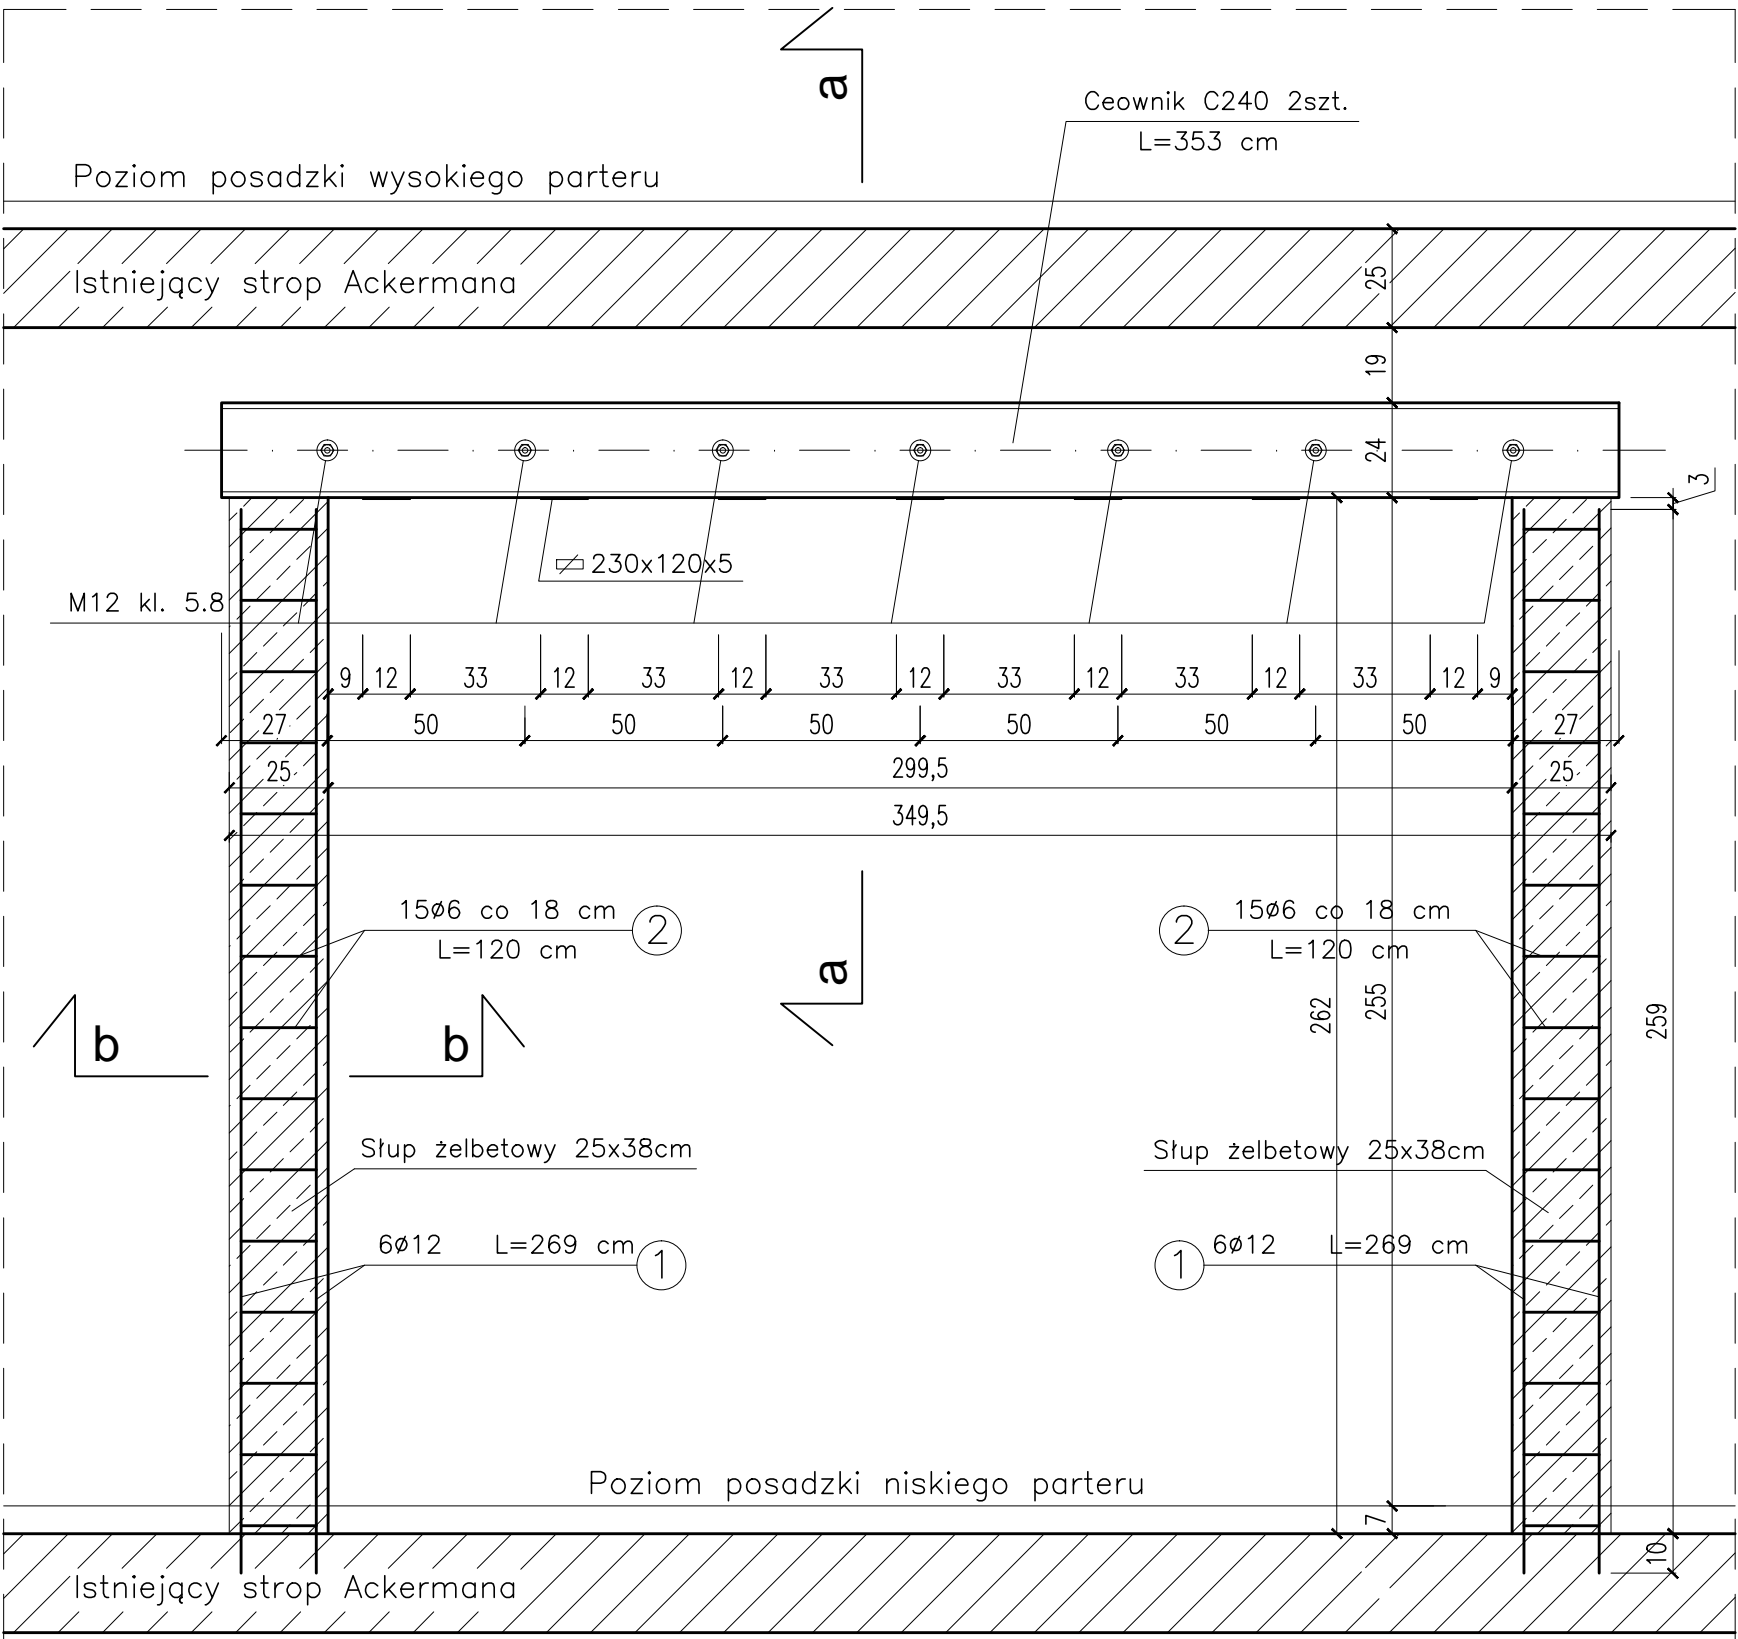 a
Ceownik C240 2szt.
L=353 cm
Poziom posadzki wysokiego parteru
Istniejący strop Ackermana
25
19
24
3
230x120x5
M12 kl. 5.8
9 12 33 12 33 12 33 12 33 12 33 12 33 12 9
27 50 50 50 50 50 50 27
25 299,5 25
349,5
15ø6 co 18 cm 2
L=120 cm
2 15ø6 co 18 cm
L=120 cm
a
262
255
259
b b
Słup żelbetowy 25x38cm
Słup żelbetowy 25x38cm
6ø12 L=269 cm 1
1 6ø12 L=269 cm
Poziom posadzki niskiego parteru
7
10
Istniejący strop Ackermana